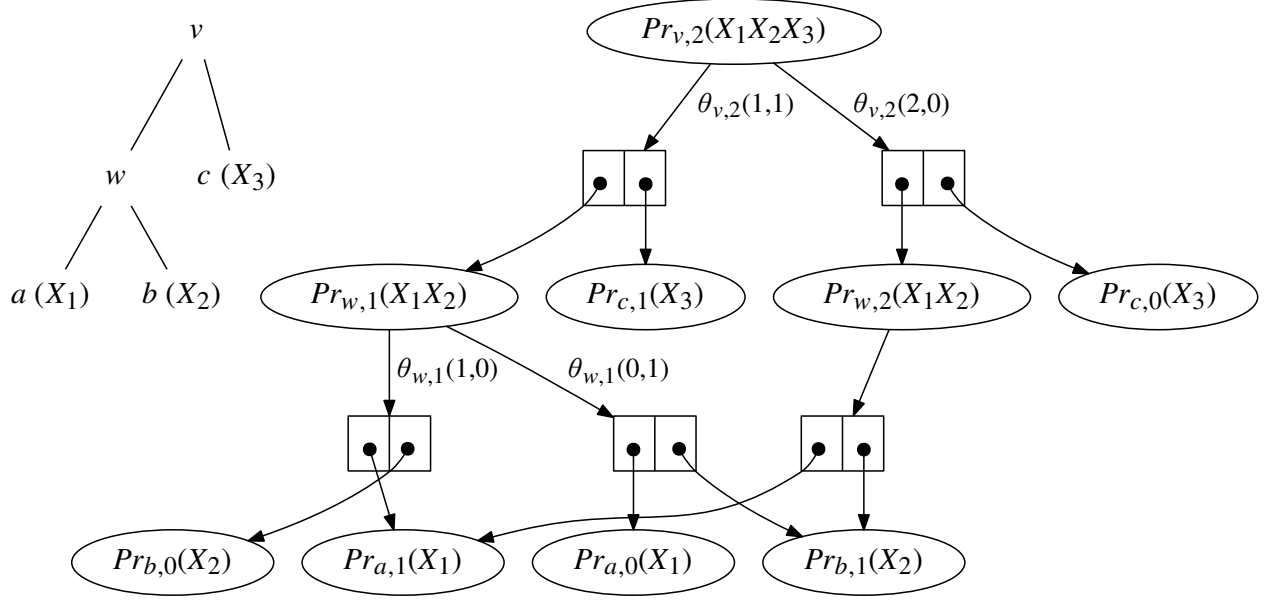 v
Pr_{v,2}(X_1X_2X_3)
θ_{v,2}(1,1)
θ_{v,2}(2,0)
w
c (X_3)
a (X_1)
b (X_2)
Pr_{w,1}(X_1X_2)
Pr_{c,1}(X_3)
Pr_{w,2}(X_1X_2)
Pr_{c,0}(X_3)
θ_{w,1}(1,0)
θ_{w,1}(0,1)
Pr_{b,0}(X_2)
Pr_{a,1}(X_1)
Pr_{a,0}(X_1)
Pr_{b,1}(X_2)